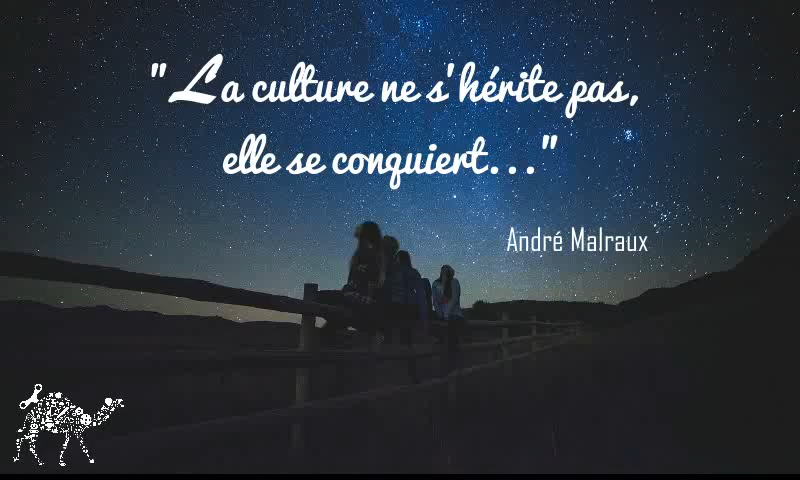 "La culture ne s'hérite pas,
elle se conquiert..."
André Malraux